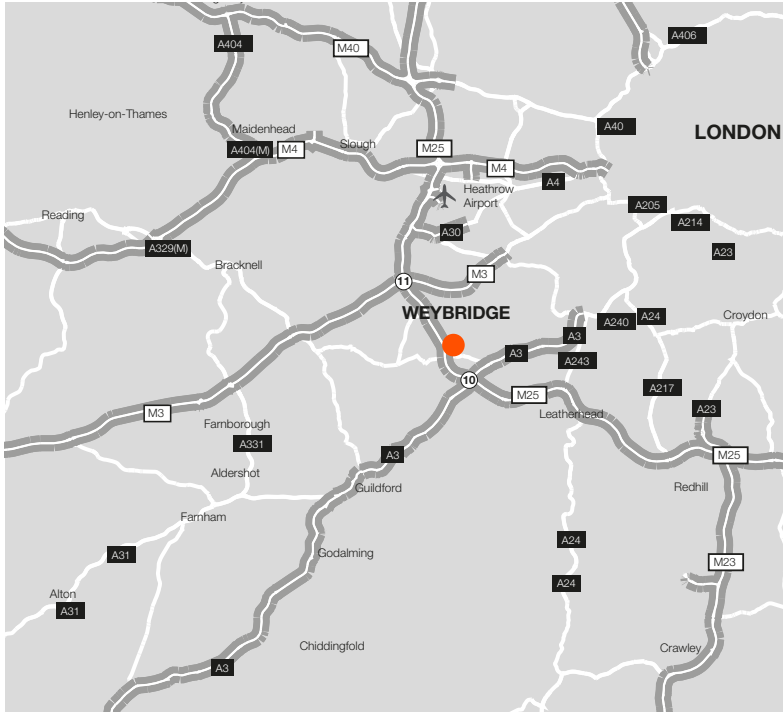 A404
M40
A406
Henley-on-Thames
Maidenhead
A404(M)
M4
Slough
M25
M4
A40
LONDON
A4
Heathrow
Airport
Reading
A30
A205
A214
A23
A329(M)
Bracknell
M3
11
WEYBRIDGE
A3
A3
A240
A24
Croydon
A243
10
M25
A217
A23
M3
Leatherhead
Farnborough
A331
A3
M25
Aldershot
Guildford
Redhill
Farnham
A31
Godalming
A24
M23
A24
Alton
A31
Chiddingfold
Crawley
A3